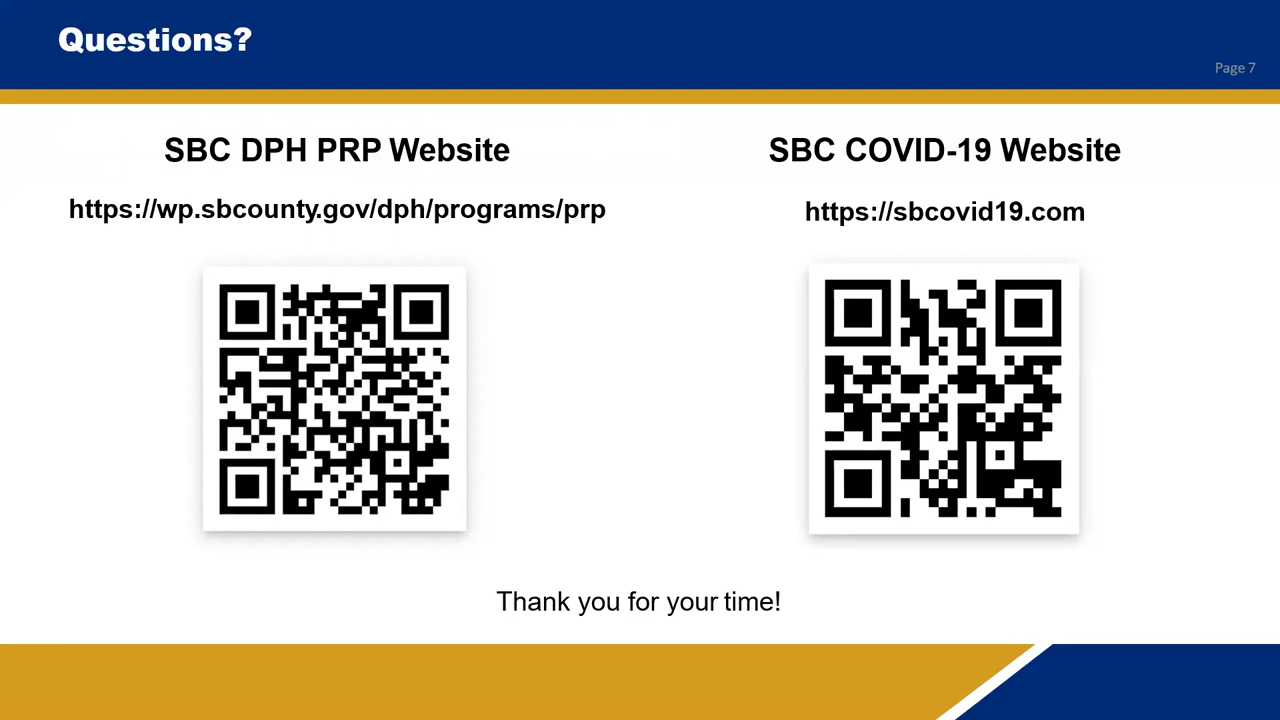 Questions?
Page 7
SBC DPH PRP Website
https://wp.sbcounty.gov/dph/programs/prp
SBC COVID-19 Website
https://sbcovid19.com
Thank you for your time!